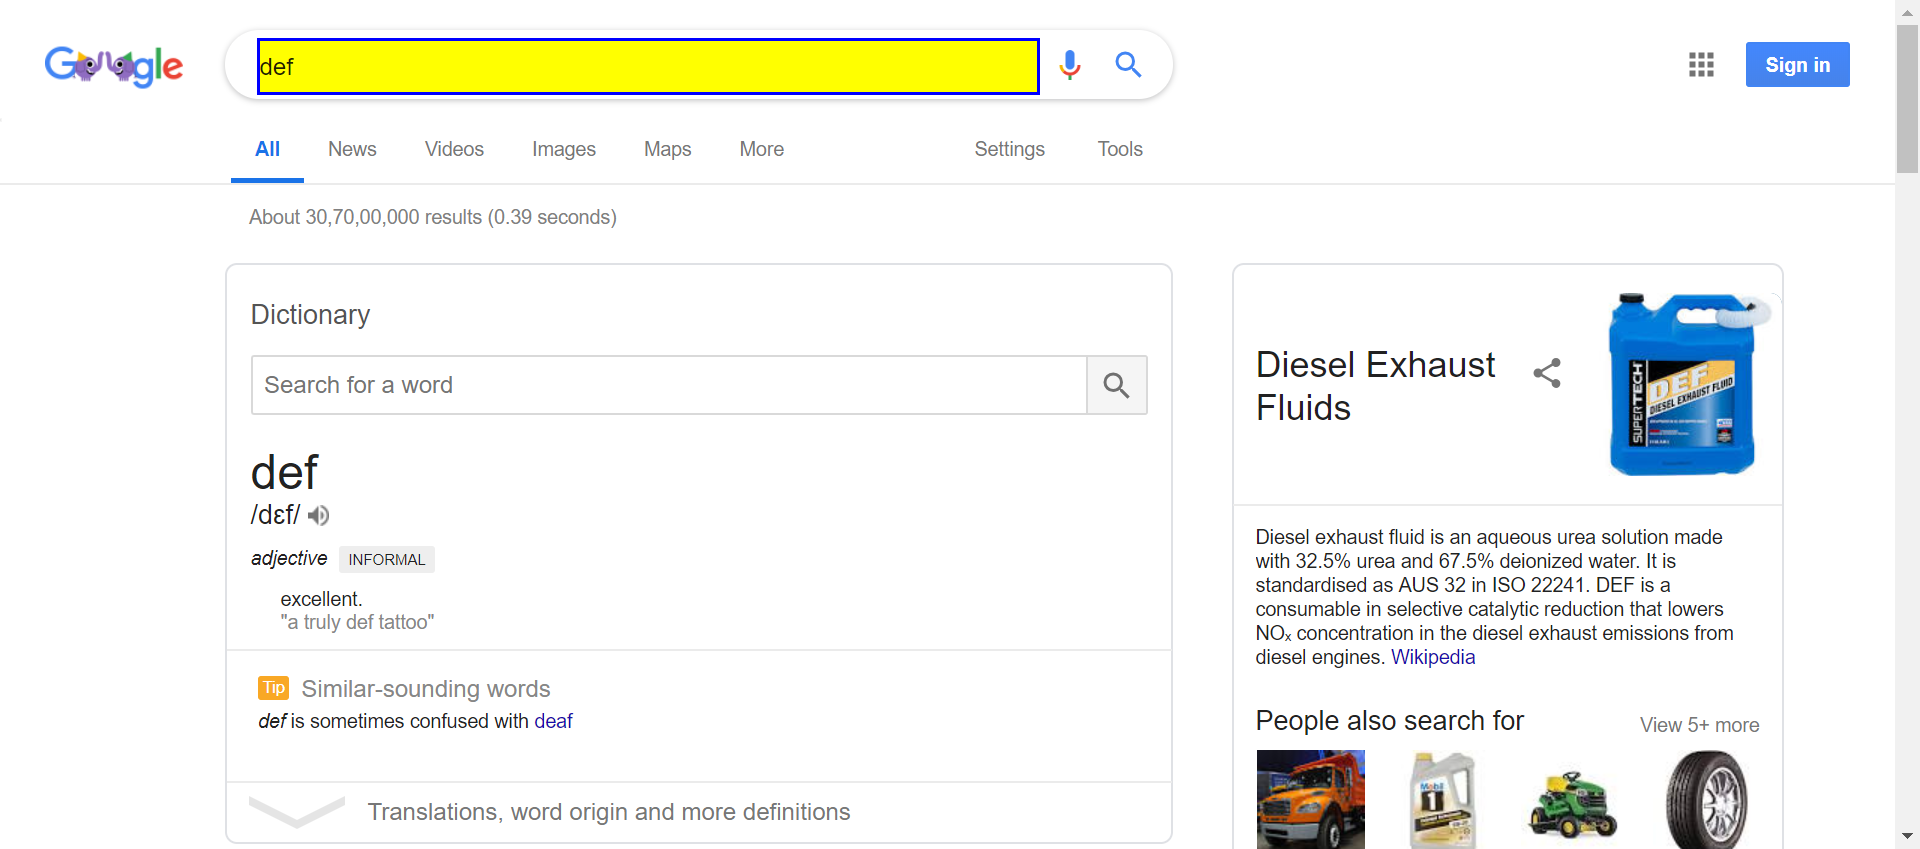 Google
def
Sign in
All
News
Videos
Images
Maps
More
Settings
Tools
About 30,70,00,000 results (0.39 seconds)
Dictionary
Search for a word
def
/dɛf/
adjective INFORMAL
excellent.
"a truly def tattoo"
Tip Similar-sounding words
def is sometimes confused with deaf
Translations, word origin and more definitions
Diesel Exhaust
Fluids
SUPERTECH
DEF
DIESEL EXHAUST FLUID
Diesel exhaust fluid is an aqueous urea solution made
with 32.5% urea and 67.5% deionized water. It is
standardised as AUS 32 in ISO 22241. DEF is a
consumable in selective catalytic reduction that lowers
NOₓ concentration in the diesel exhaust emissions from
diesel engines. Wikipedia
People also search for
View 5+ more
Mobil
1